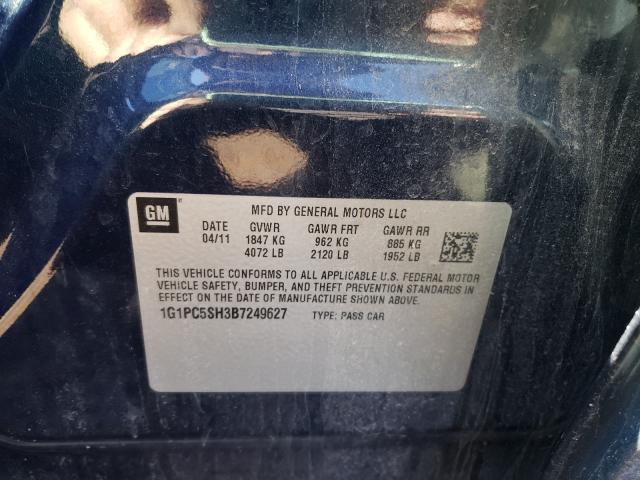 GM
MFD BY GENERAL MOTORS LLC
DATE GVWR GAWR FRT GAWR RR
04/11 1847 KG 962 KG 885 KG
4072 LB 2120 LB 1952 LB
THIS VEHICLE CONFORMS TO ALL APPLICABLE U.S. FEDERAL MOTOR
VEHICLE SAFETY, BUMPER, AND THEFT PREVENTION STANDARDS IN
EFFECT ON THE DATE OF MANUFACTURE SHOWN ABOVE.
1G1PC5SH3B7249627 TYPE: PASS CAR